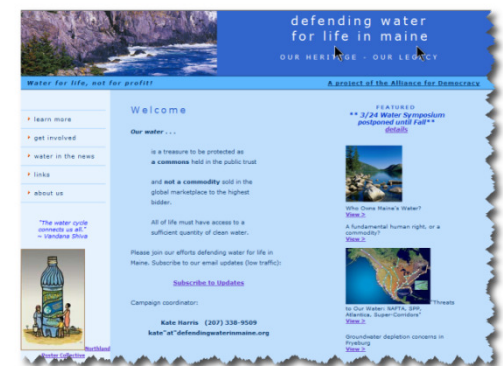 defending water
for life in maine
OUR HERITAGE - OUR LEGACY
Water for life, not for profit!
A project of the Alliance for Democracy
learn more
get involved
water in the news
links
about us
"The water cycle
connects us all."
~ Vandana Shiva
Northland
Poster Collective
Welcome
Our water . . .
is a treasure to be protected as
a commons held in the public trust
and not a commodity sold in the
global marketplace to the highest
bidder.
All of life must have access to a
sufficient quantity of clean water.
Please join our efforts defending water for life in
Maine. Subscribe to our email updates (low traffic):
Subscribe to Updates
Campaign coordinator:
Kate Harris (207) 338-9509
kate"at"defendingwaterinmaine.org
FEATURED
** 3/24 Water Symposium
postponed until Fall**
details
Who Owns Maine's Water?
View >
A fundamental human right, or a
commodity?
View >
"Threats
to Our Water: NAFTA, SPP,
Atlantica, Super-Corridors"
View >
Groundwater depletion concerns in
Fryeburg
View >